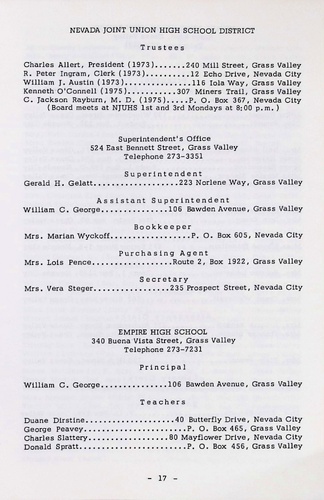 NEVADA JOINT UNION HIGH SCHOOL DISTRICT
Trustees
Charles Allert, President (1973).......240 Mill Street, Grass Valley
R. Peter Ingram, Clerk (1973)..........12 Echo Drive, Nevada City
William J. Austin (1973)................116 Iola Way, Grass Valley
Kenneth O'Connell (1975)..........307 Miners Trail, Grass Valley
C. Jackson Rayburn, M. D. (1975).....P. O. Box 367, Nevada City
(Board meets at NJUHS 1st and 3rd Mondays at 8;00 p.m.)
Superintendent's Office
524 East Bennett Street, Grass Valley
Telephone 273-3351
Superintendent
Gerald H. Gelatt...................223 Norlene Way, Grass Valley
Assistant Superintendent
William C. George...............106 Bawden Avenue, Grass Valley
Bookkeeper
Mrs. Marian Wyckoff.................P. O. Box 605, Nevada City
Purchasing Agent
Mrs. Lois Pence.................Route 2, Box 1922, Grass Valley
Secretary
Mrs. Vera Steger................235 Prospect Street, Nevada City
EMPIRE HIGH SCHOOL
340 Buena Vista Street, Grass Valley
Telephone 273-7231
Principal
William C. George...............106 Bawden Avenue, Grass Valley
Teachers
Duane Dirstine...................40 Butterfly Drive, Nevada City
George Peavey......................P. O. Box 465, Grass Valley
Charles Slattery..................80 Mayflower Drive, Nevada City
Donald Spratt.......................P. O. Box 456, Grass Valley
- 17 -